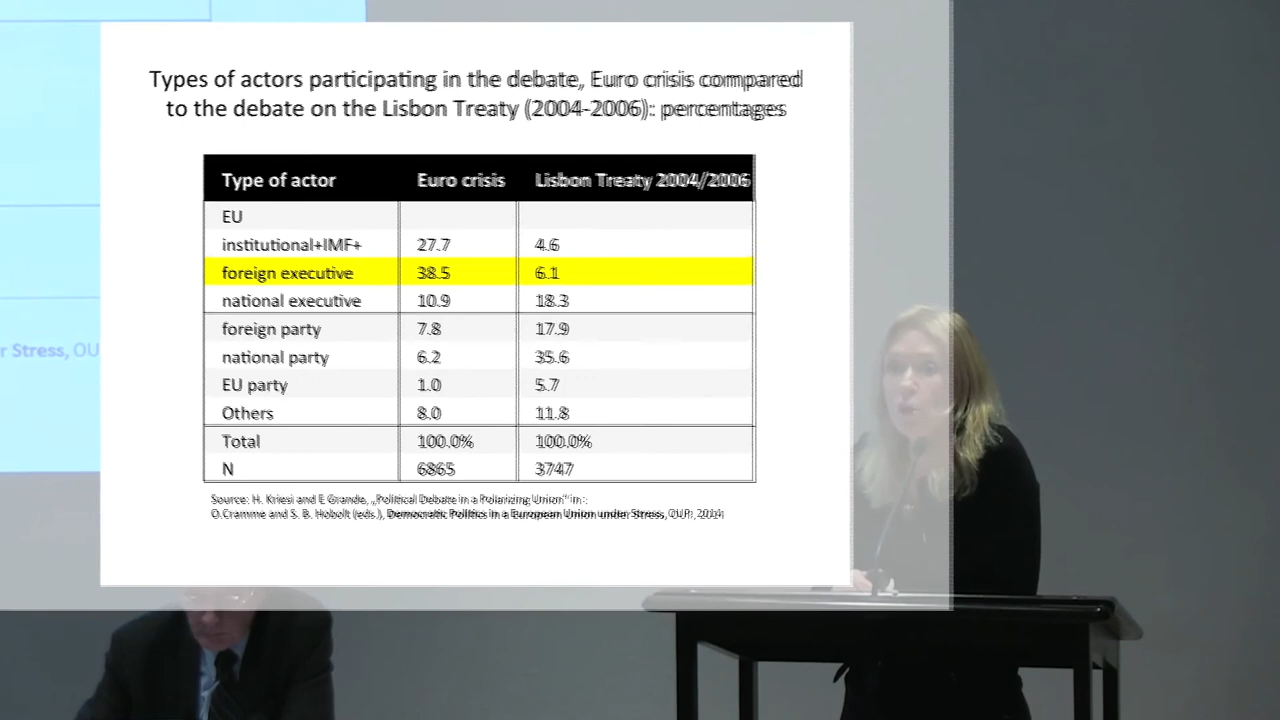 Types of actors participating in the debate, Euro crisis compared
to the debate on the Lisbon Treaty (2004-2006): percentages
Type of actor Euro crisis Lisbon Treaty 2004/2006
EU
institutional+IMF+ 27.7 4.6
foreign executive 38.5 6.1
national executive 10.9 18.3
foreign party 7.8 17.9
national party 6.2 35.6
EU party 1.0 5.7
Others 8.0 11.8
Total 100.0% 100.0%
N 6865 3747
Source: H. Kriesi and E Grande, „Political Debate in a Polarizing Union" in :
O.Cramme and S. B. Hobolt (eds.), Democratic Politics in a European Union under Stress, OUP: ,2014
r Stress, OU